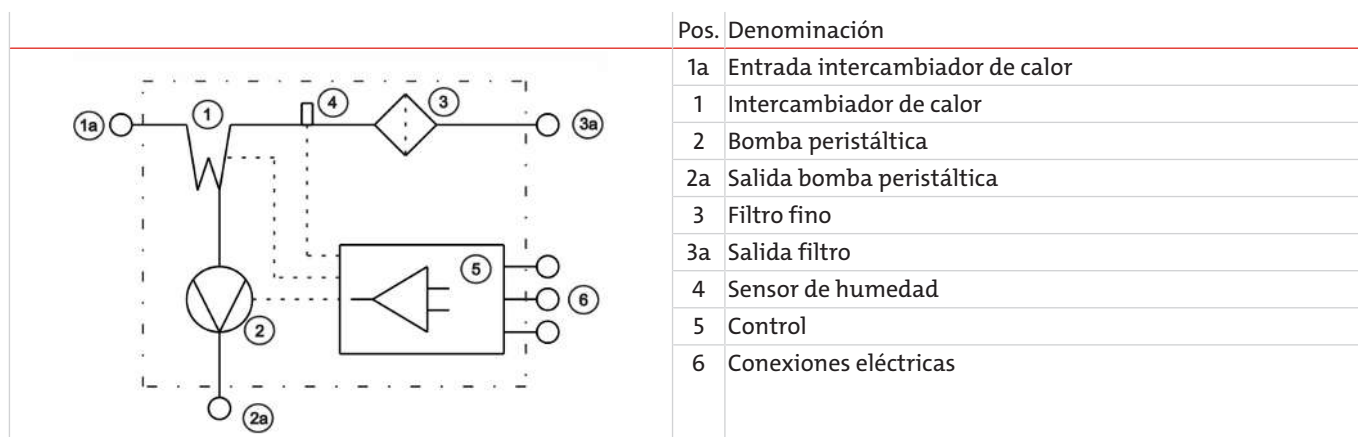 Pos. Denominación
1a Entrada intercambiador de calor
1 Intercambiador de calor
2 Bomba peristáltica
2a Salida bomba peristáltica
3 Filtro fino
3a Salida filtro
4 Sensor de humedad
5 Control
6 Conexiones eléctricas
1a 1 4 3 3a
5
6
2
2a